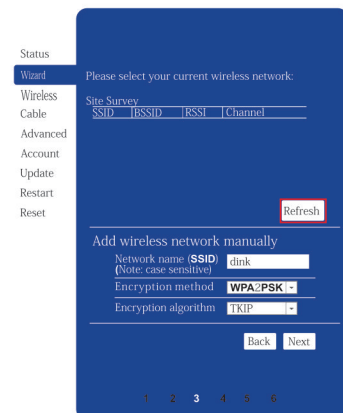 Status
Wizard
Wireless
Cable
Advanced
Account
Update
Restart
Reset
Please select your current wireless network:
Site Survey
SSID |BSSID |RSSI |Channel
Refresh
Add wireless network manually
Network name (SSID) dink
(Note: case sensitive)
Encryption method WPA2PSK
Encryption algorithm TKIP
Back Next
1 2 3 4 5 6